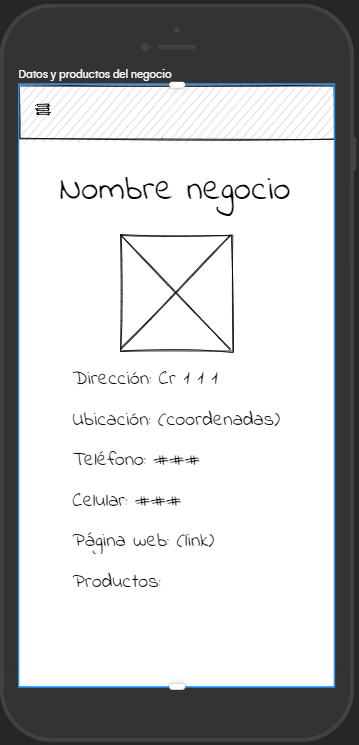 Datos y productos del negocio
Nombre negocio
Dirección: Cr 1 1 1
Ubicación: (coordenadas)
Teléfono: ###
Celular: ###
Página web: (link)
Productos: